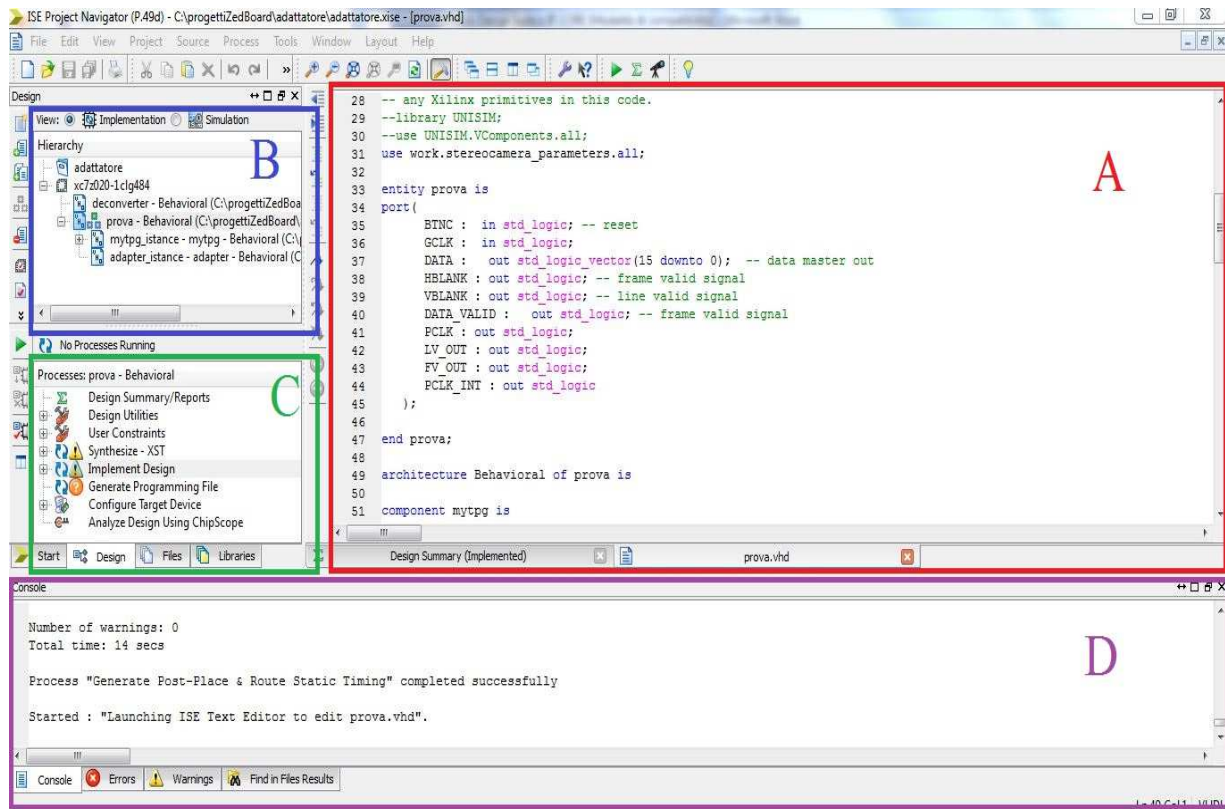 ISE Project Navigator (P.49d) - C:\progettiZedBoard\adattatore\adattatore.xise - [prova.vhd]
File Edit View Project Source Process Tools Window Layout Help
Design
View: Implementation Simulation
Hierarchy
adattatore
xc7z020-1clg484
deconverter - Behavioral (C:\progettiZedBoa
prova - Behavioral (C:\progettiZedBoard\
mytpg_istance - mytpg - Behavioral (C:\
adapter_istance - adapter - Behavioral (C
B
No Processes Running
Processes: prova - Behavioral
Design Summary/Reports
Design Utilities
User Constraints
Synthesize - XST
Implement Design
Generate Programming File
Configure Target Device
Analyze Design Using ChipScope
C
Start Design Files Libraries
28 -- any Xilinx primitives in this code.
29 --library UNISIM;
30 --use UNISIM.VComponents.all;
31 use work.stereocamera_parameters.all;
32
33 entity prova is
34 port(
35 BTNC : in std_logic; -- reset
36 GCLK : in std_logic;
37 DATA : out std_logic_vector(15 downto 0); -- data master out
38 HBLANK : out std_logic; -- frame valid signal
39 VBLANK : out std_logic; -- line valid signal
40 DATA_VALID : out std_logic; -- frame valid signal
41 PCLK : out std_logic;
42 LV_OUT : out std_logic;
43 FV_OUT : out std_logic;
44 PCLK_INT : out std_logic
45 );
46
47 end prova;
48
49 architecture Behavioral of prova is
50
51 component mytpg is
A
Design Summary (Implemented) prova.vhd
Console
Number of warnings: 0
Total time: 14 secs
Process "Generate Post-Place & Route Static Timing" completed successfully
Started : "Launching ISE Text Editor to edit prova.vhd".
D
Console Errors Warnings Find in Files Results